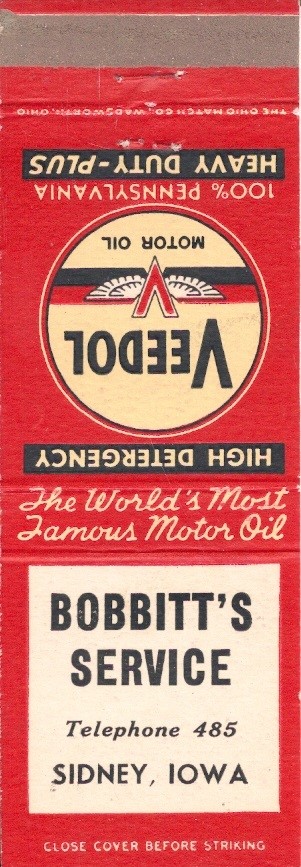 THE OHIO MATCH CO., WADSWORTH, OHIO
HIGH DETERGENCY
VEEDOL
MOTOR OIL
100% PENNSYLVANIA
HEAVY DUTY-PLUS
The World's Most
Famous Motor Oil
BOBBITT'S
SERVICE
Telephone 485
SIDNEY, IOWA
CLOSE COVER BEFORE STRIKING